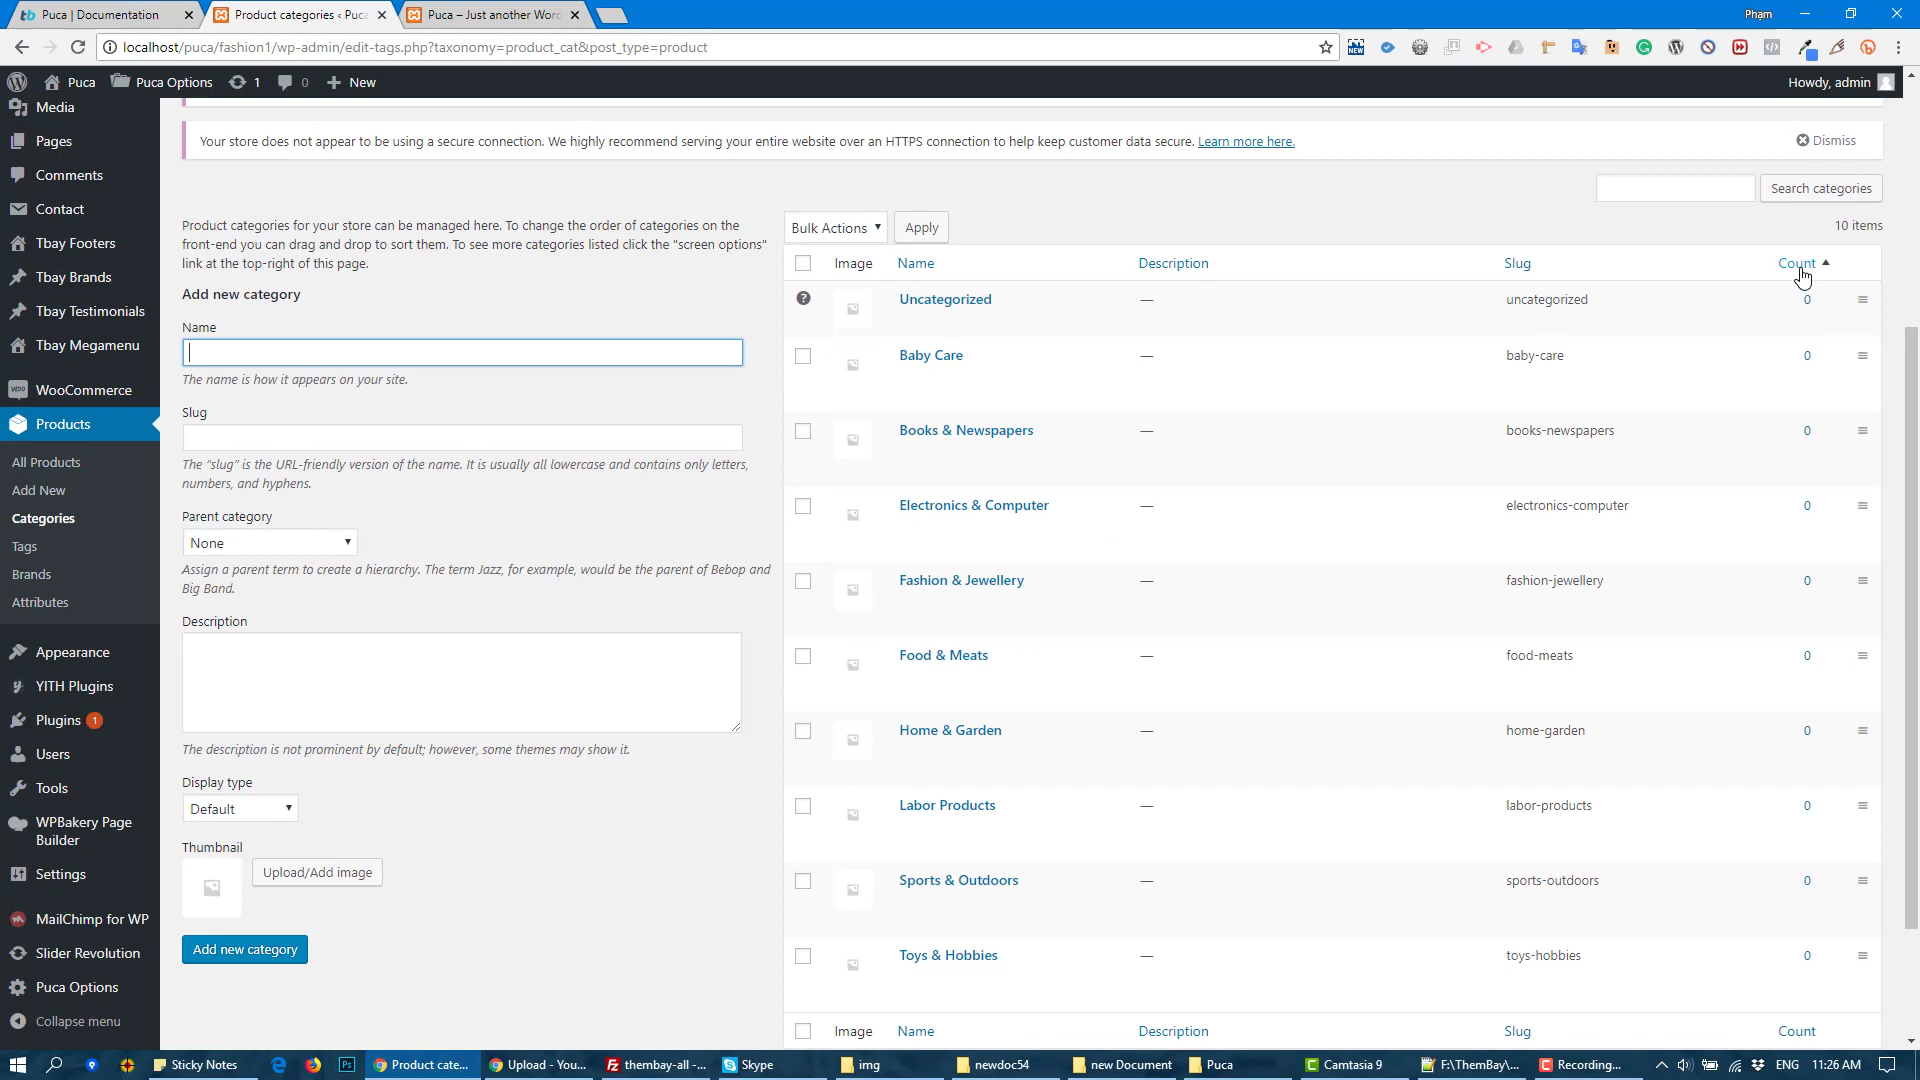 Puca | Documentation
Product categories ‹ Puca
Puca – Just another Word
Phạm
localhost/puca/fashion1/wp-admin/edit-tags.php?taxonomy=product_cat&post_type=product
Puca
Puca Options
1
0
New
Howdy, admin
Media
Pages
Comments
Contact
Tbay Footers
Tbay Brands
Tbay Testimonials
Tbay Megamenu
WooCommerce
Products
All Products
Add New
Categories
Tags
Brands
Attributes
Appearance
YITH Plugins
Plugins 1
Users
Tools
WPBakery Page
Builder
Settings
MailChimp for WP
Slider Revolution
Puca Options
Collapse menu
Your store does not appear to be using a secure connection. We highly recommend serving your entire website over an HTTPS connection to help keep customer data secure. Learn more here.
Dismiss
Search categories
Product categories for your store can be managed here. To change the order of categories on the
front-end you can drag and drop to sort them. To see more categories listed click the "screen options"
link at the top-right of this page.
Add new category
Name
The name is how it appears on your site.
Slug
The “slug” is the URL-friendly version of the name. It is usually all lowercase and contains only letters,
numbers, and hyphens.
Parent category
None
Assign a parent term to create a hierarchy. The term Jazz, for example, would be the parent of Bebop and
Big Band.
Description
The description is not prominent by default; however, some themes may show it.
Display type
Default
Thumbnail
Upload/Add image
Add new category
Bulk Actions
Apply
10 items
Image Name Description Slug Count
Uncategorized — uncategorized 0
Baby Care — baby-care 0
Books & Newspapers — books-newspapers 0
Electronics & Computer — electronics-computer 0
Fashion & Jewellery — fashion-jewellery 0
Food & Meats — food-meats 0
Home & Garden — home-garden 0
Labor Products — labor-products 0
Sports & Outdoors — sports-outdoors 0
Toys & Hobbies — toys-hobbies 0
Image Name Description Slug Count
Sticky Notes
Product cate...
Upload - You...
thembay-all -...
Skype
img
newdoc54
new Document
Puca
Camtasia 9
F:\ThemBay\...
Recording...
ENG
11:26 AM